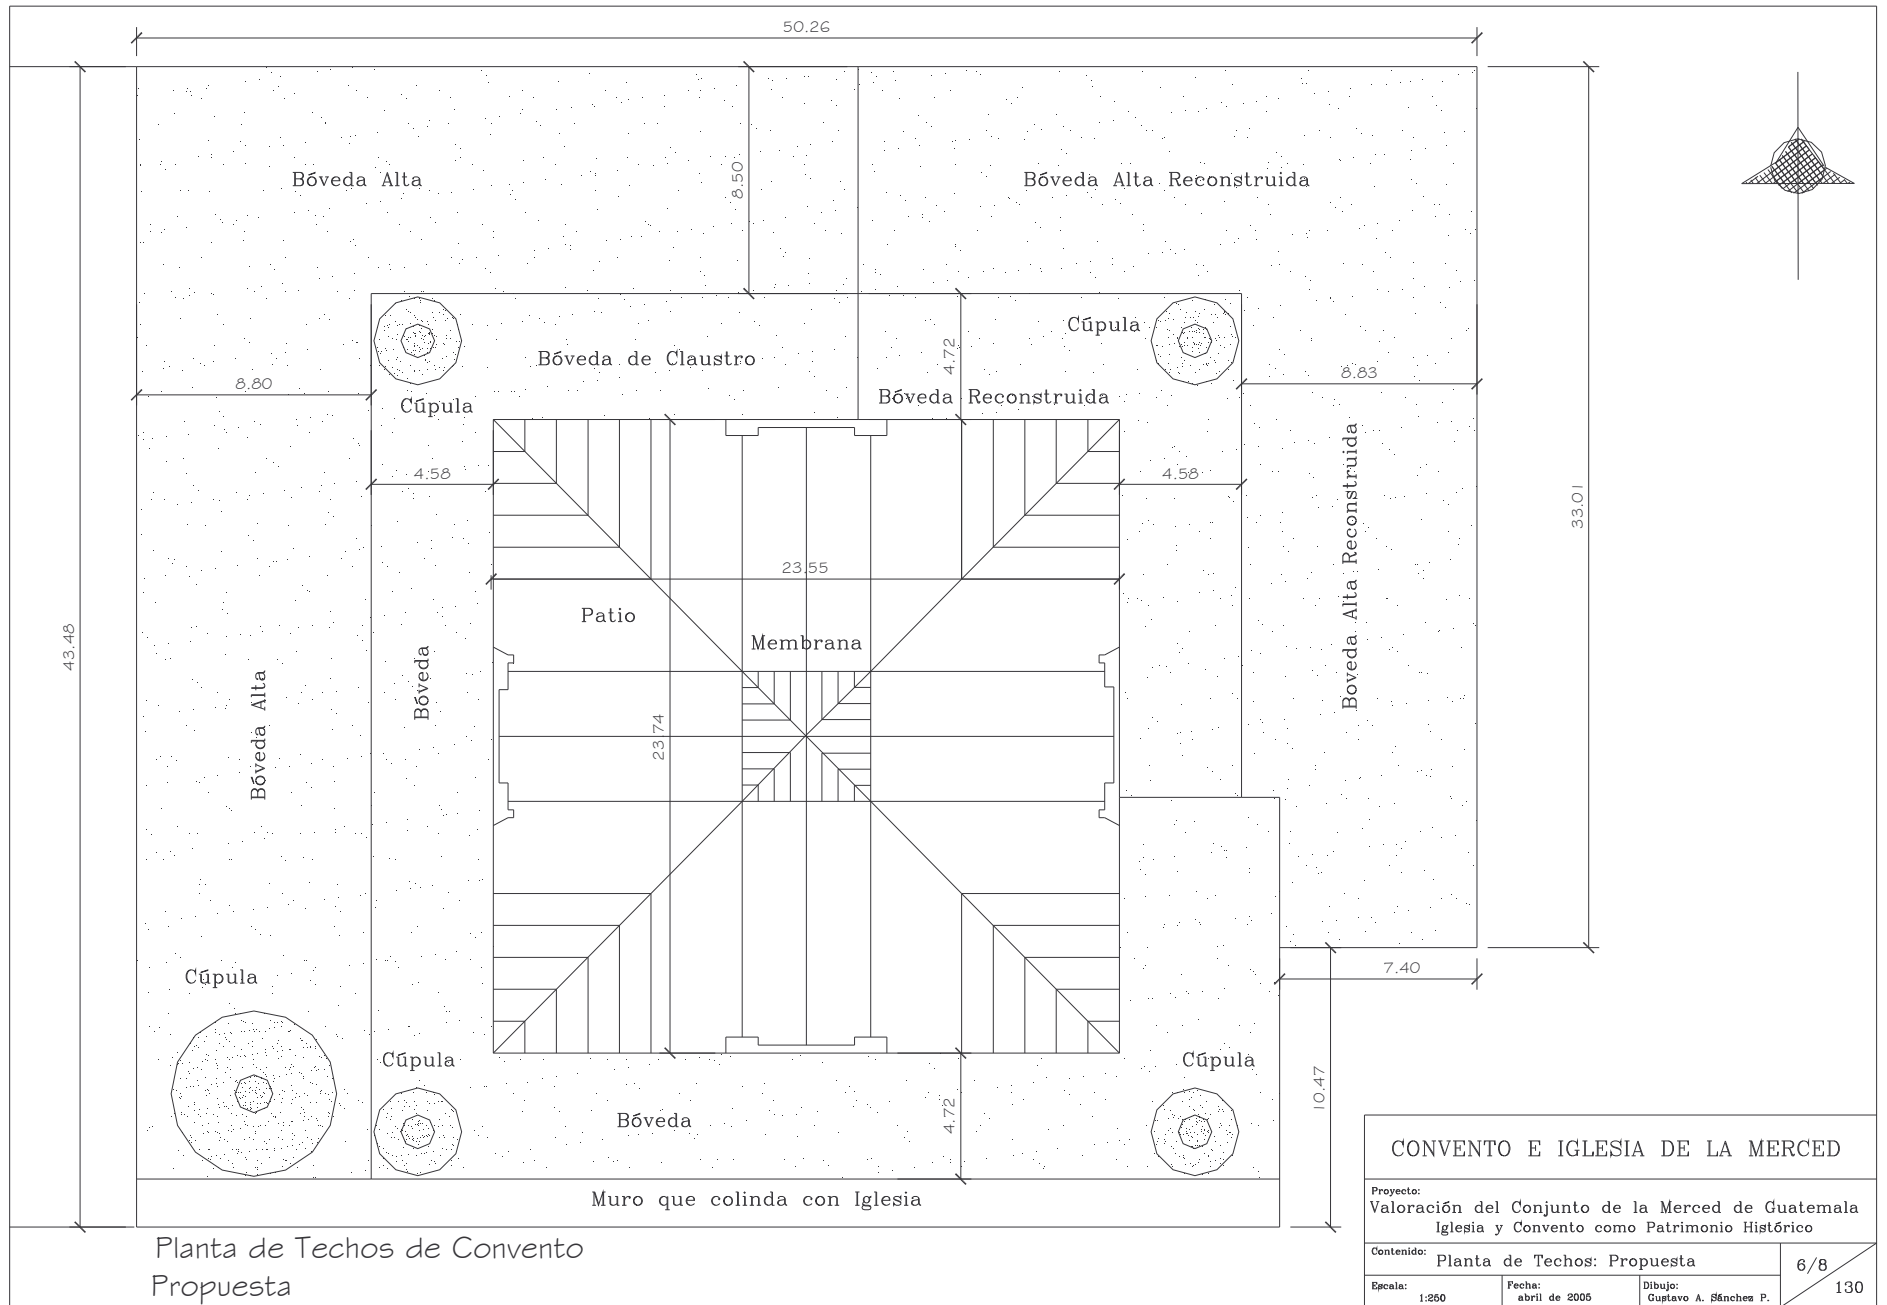 50.26
Bóveda Alta
8.50
Bóveda Alta Reconstruida
Cúpula
Bóveda de Claustro
4.72
8.80
8.83
Cúpula
Bóveda Reconstruida
4.58
4.58
33.01
Boveda Alta Reconstruida
23.55
Patio
Membrana
43.48
Bóveda Alta
Bóveda
23.74
Cúpula
7.40
Cúpula
Cúpula
10.47
Bóveda
4.72
Muro que colinda con Iglesia
Planta de Techos de Convento
Propuesta
CONVENTO E IGLESIA DE LA MERCED
Proyecto:
Valoración del Conjunto de la Merced de Guatemala
Iglesia y Convento como Patrimonio Histórico
Contenido: Planta de Techos: Propuesta
6/8
130
Escala:
1:250
Fecha:
abril de 2005
Dibujo:
Gustavo A. Sánchez P.